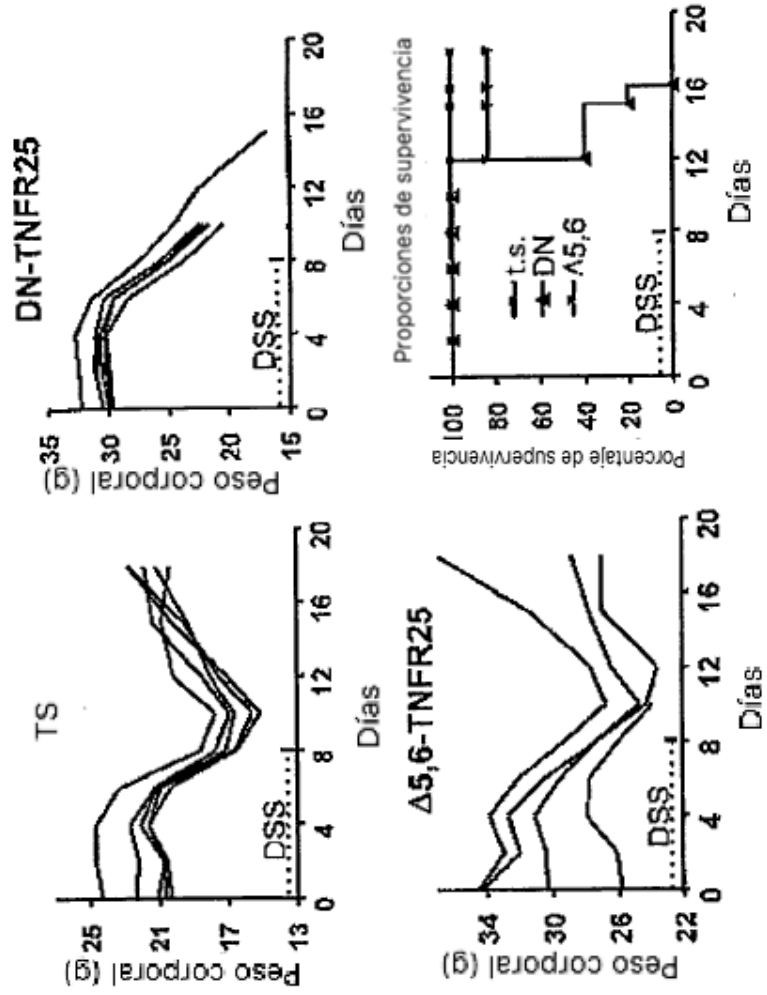 TS
Peso corporal (g)
25
21
17
13
DSS
0
4
8
12
16
20
Días
DN-TNFR25
Peso corporal (g)
35
30
25
20
15
DSS
0
4
8
12
16
20
Días
Δ5,6-TNFR25
Peso corporal (g)
34
30
26
22
DSS
0
4
8
12
16
20
Días
Proporciones de supervivencia
Porcentaje de supervivencia
100
80
60
40
20
0
t.s.
DN
Λ5,6
DSS
0
4
8
12
16
20
Días